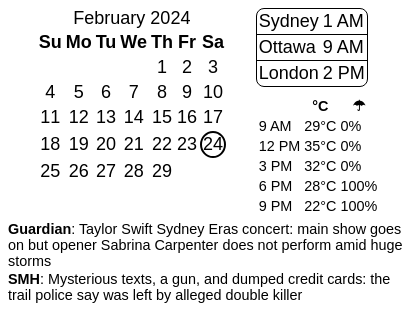 February 2024
Su Mo Tu We Th Fr Sa
1 2 3
4 5 6 7 8 9 10
11 12 13 14 15 16 17
18 19 20 21 22 23 24
25 26 27 28 29
Sydney 1 AM
Ottawa 9 AM
London 2 PM
°C ☂
9 AM 29°C 0%
12 PM 35°C 0%
3 PM 32°C 0%
6 PM 28°C 100%
9 PM 22°C 100%
Guardian: Taylor Swift Sydney Eras concert: main show goes
on but opener Sabrina Carpenter does not perform amid huge
storms
SMH: Mysterious texts, a gun, and dumped credit cards: the
trail police say was left by alleged double killer